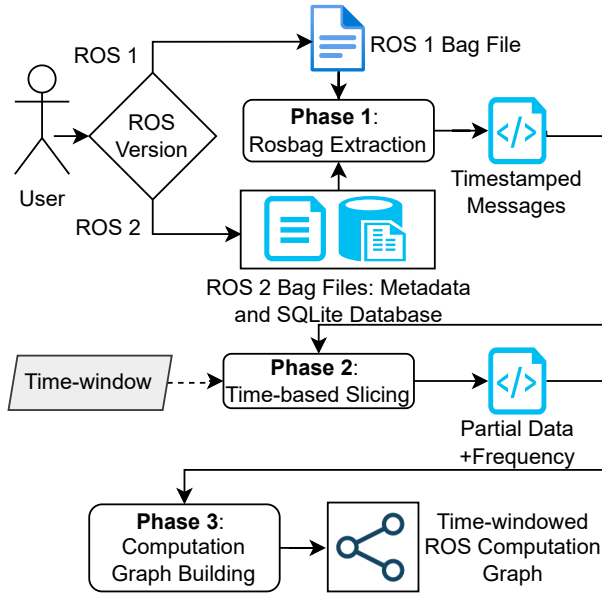 ROS 1
ROS 1 Bag File
User
ROS
Version
Phase 1:
Rosbag Extraction
</>
Timestamped
Messages
ROS 2
ROS 2 Bag Files: Metadata
and SQLite Database
Time-window
Phase 2:
Time-based Slicing
</>
Partial Data
+Frequency
Phase 3:
Computation
Graph Building
Time-windowed
ROS Computation
Graph